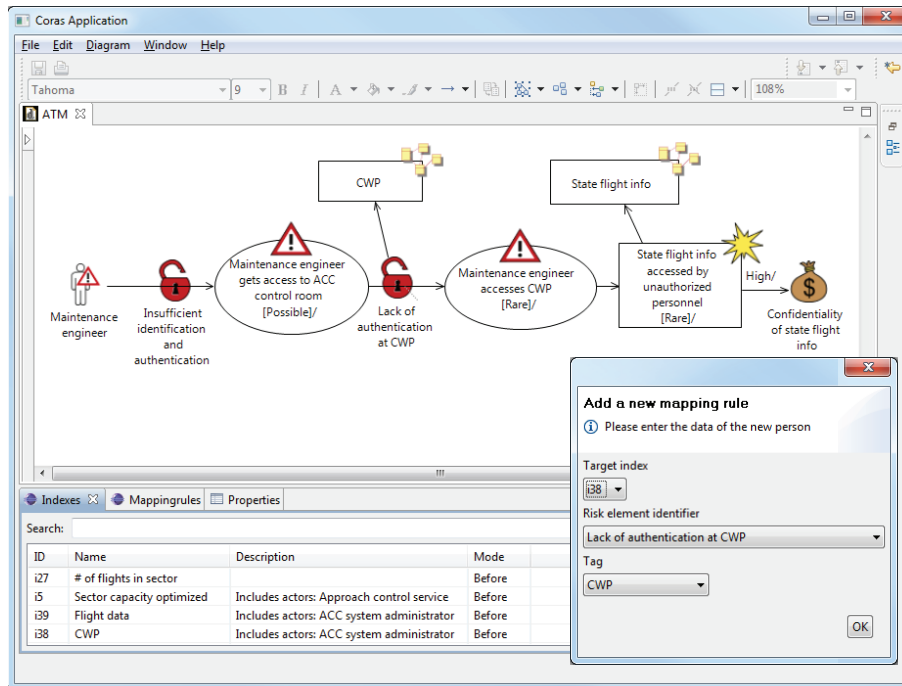 Coras Application
File Edit Diagram Window Help
Tahoma 9 B I A 108%
ATM
CWP
State flight info
Maintenance
engineer
Insufficient
identification
and
authentication
Maintenance engineer
gets access to ACC
control room
[Possible]/
Lack of
authentication
at CWP
Maintenance engineer
accesses CWP
[Rare]/
State flight info
accessed by
unauthorized
personnel
[Rare]/
High/
$
Confidentiality
of state flight
info
Indexes Mappingrules Properties
Search:
ID Name Description Mode
i27 # of flights in sector Before
i5 Sector capacity optimized Includes actors: Approach control service Before
i39 Flight data Includes actors: ACC system administrator Before
i38 CWP Includes actors: ACC system administrator Before
Add a new mapping rule
Please enter the data of the new person
Target index
i38
Risk element identifier
Lack of authentication at CWP
Tag
CWP
OK